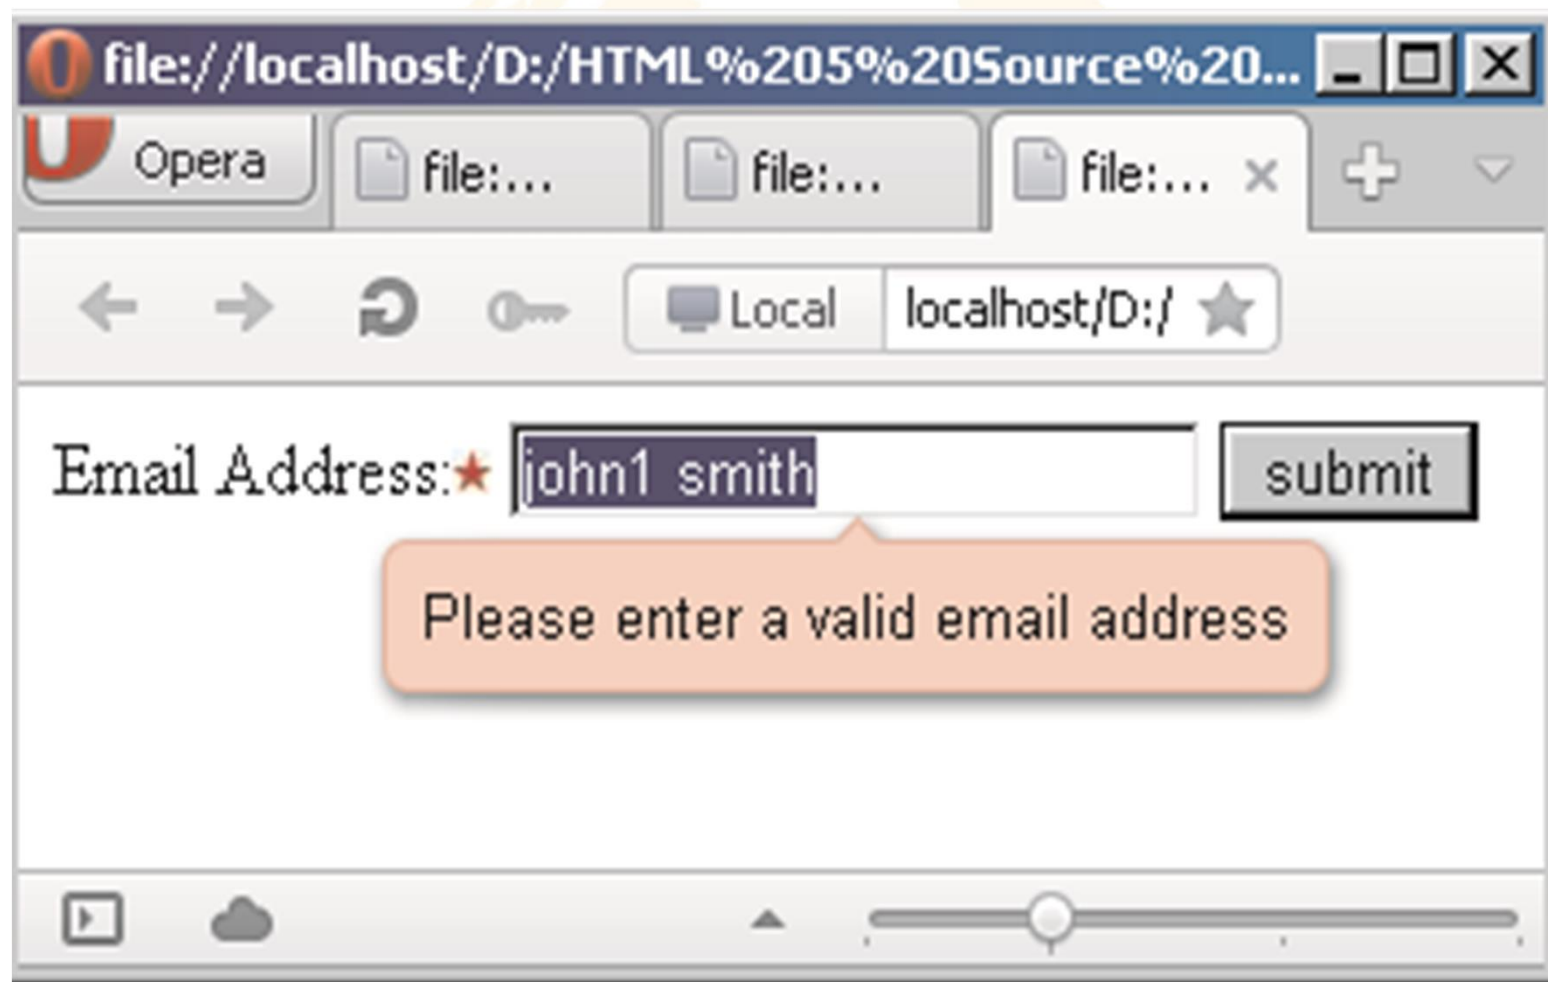 file://localhost/D:/HTML%205%20Source%20...
Opera file:... file:... file:...
Local localhost/D:/
Email Address: john1 smith submit
Please enter a valid email address